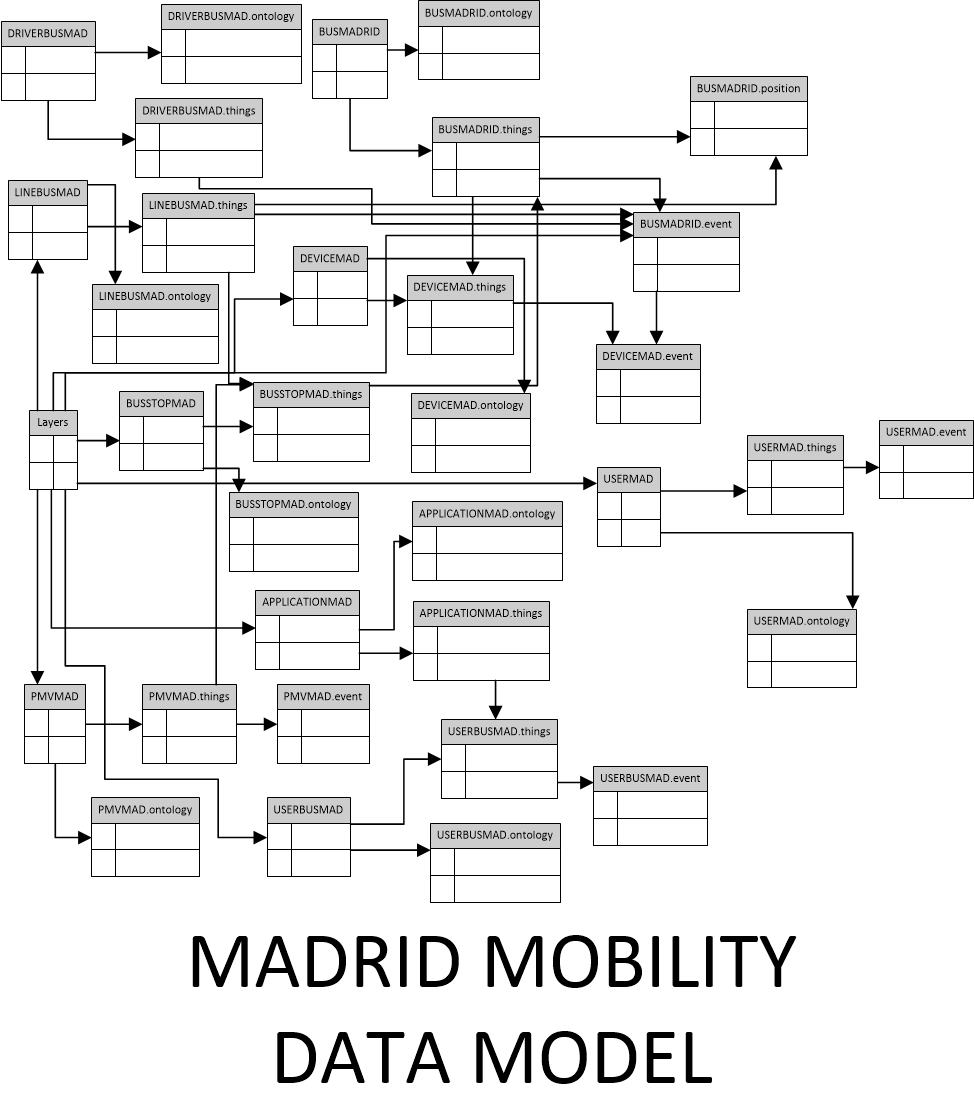 DRIVERBUSMAD
DRIVERBUSMAD.ontology
BUSMADRID
BUSMADRID.ontology
DRIVERBUSMAD.things
BUSMADRID.things
BUSMADRID.position
LINEBUSMAD
LINEBUSMAD.things
BUSMADRID.event
DEVICEMAD
DEVICEMAD.things
LINEBUSMAD.ontology
DEVICEMAD.event
BUSSTOPMAD
BUSSTOPMAD.things
DEVICEMAD.ontology
Layers
USERMAD.things
USERMAD.event
USERMAD
BUSSTOPMAD.ontology
APPLICATIONMAD.ontology
APPLICATIONMAD
APPLICATIONMAD.things
USERMAD.ontology
PMVMAD
PMVMAD.things
PMVMAD.event
USERBUSMAD.things
USERBUSMAD.event
PMVMAD.ontology
USERBUSMAD
USERBUSMAD.ontology
MADRID MOBILITY
DATA MODEL